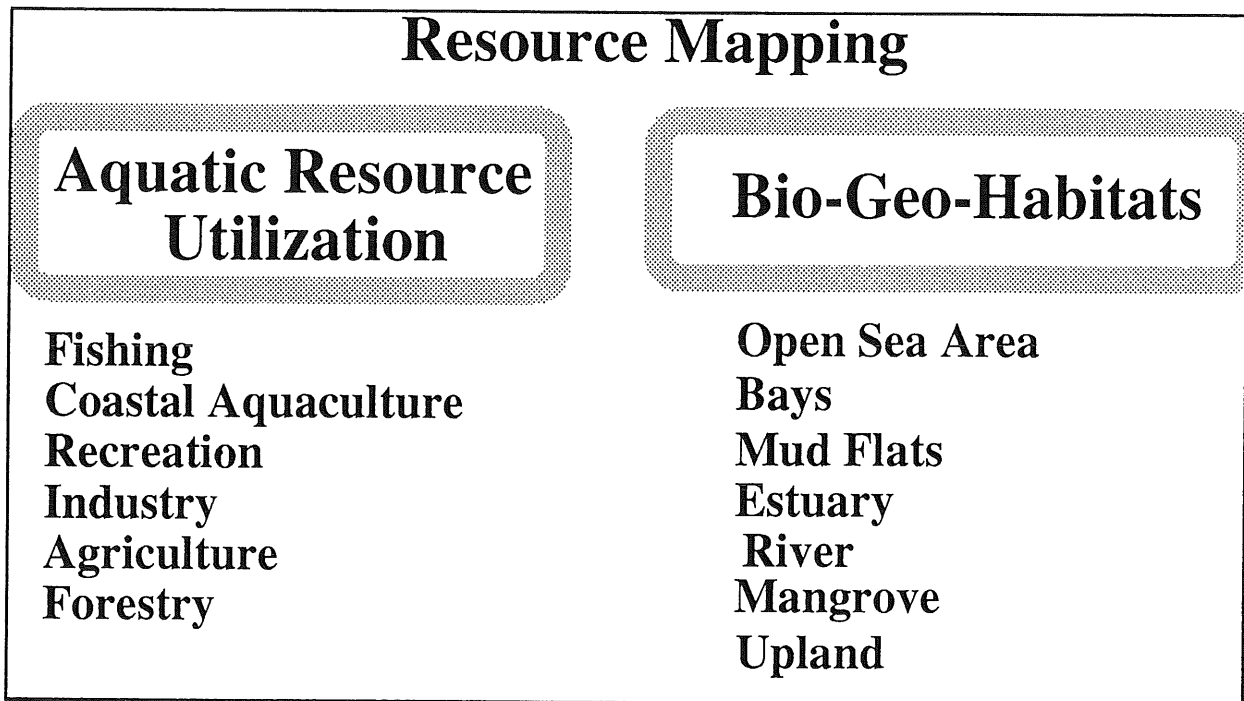 Resource Mapping
Aquatic Resource
Utilization
Fishing
Coastal Aquaculture
Recreation
Industry
Agriculture
Forestry
Bio-Geo-Habitats
Open Sea Area
Bays
Mud Flats
Estuary
River
Mangrove
Upland